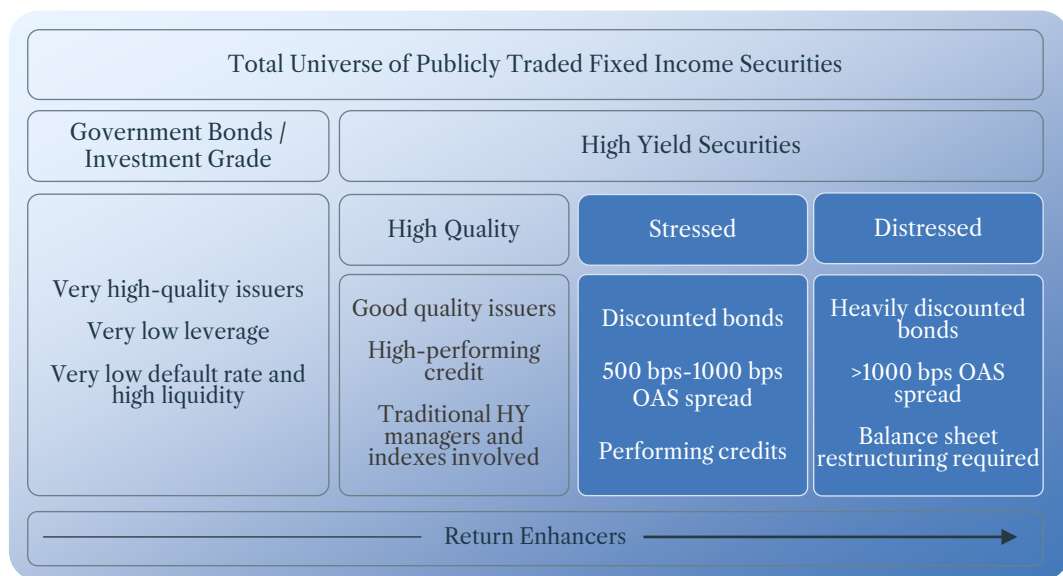 Total Universe of Publicly Traded Fixed Income Securities
Government Bonds /
Investment Grade
High Yield Securities
High Quality
Stressed
Distressed
Very high-quality issuers
Very low leverage
Very low default rate and
high liquidity
Good quality issuers
High-performing
credit
Traditional HY
managers and
indexes involved
Discounted bonds
500 bps-1000 bps
OAS spread
Performing credits
Heavily discounted
bonds
>1000 bps OAS
spread
Balance sheet
restructuring required
Return Enhancers